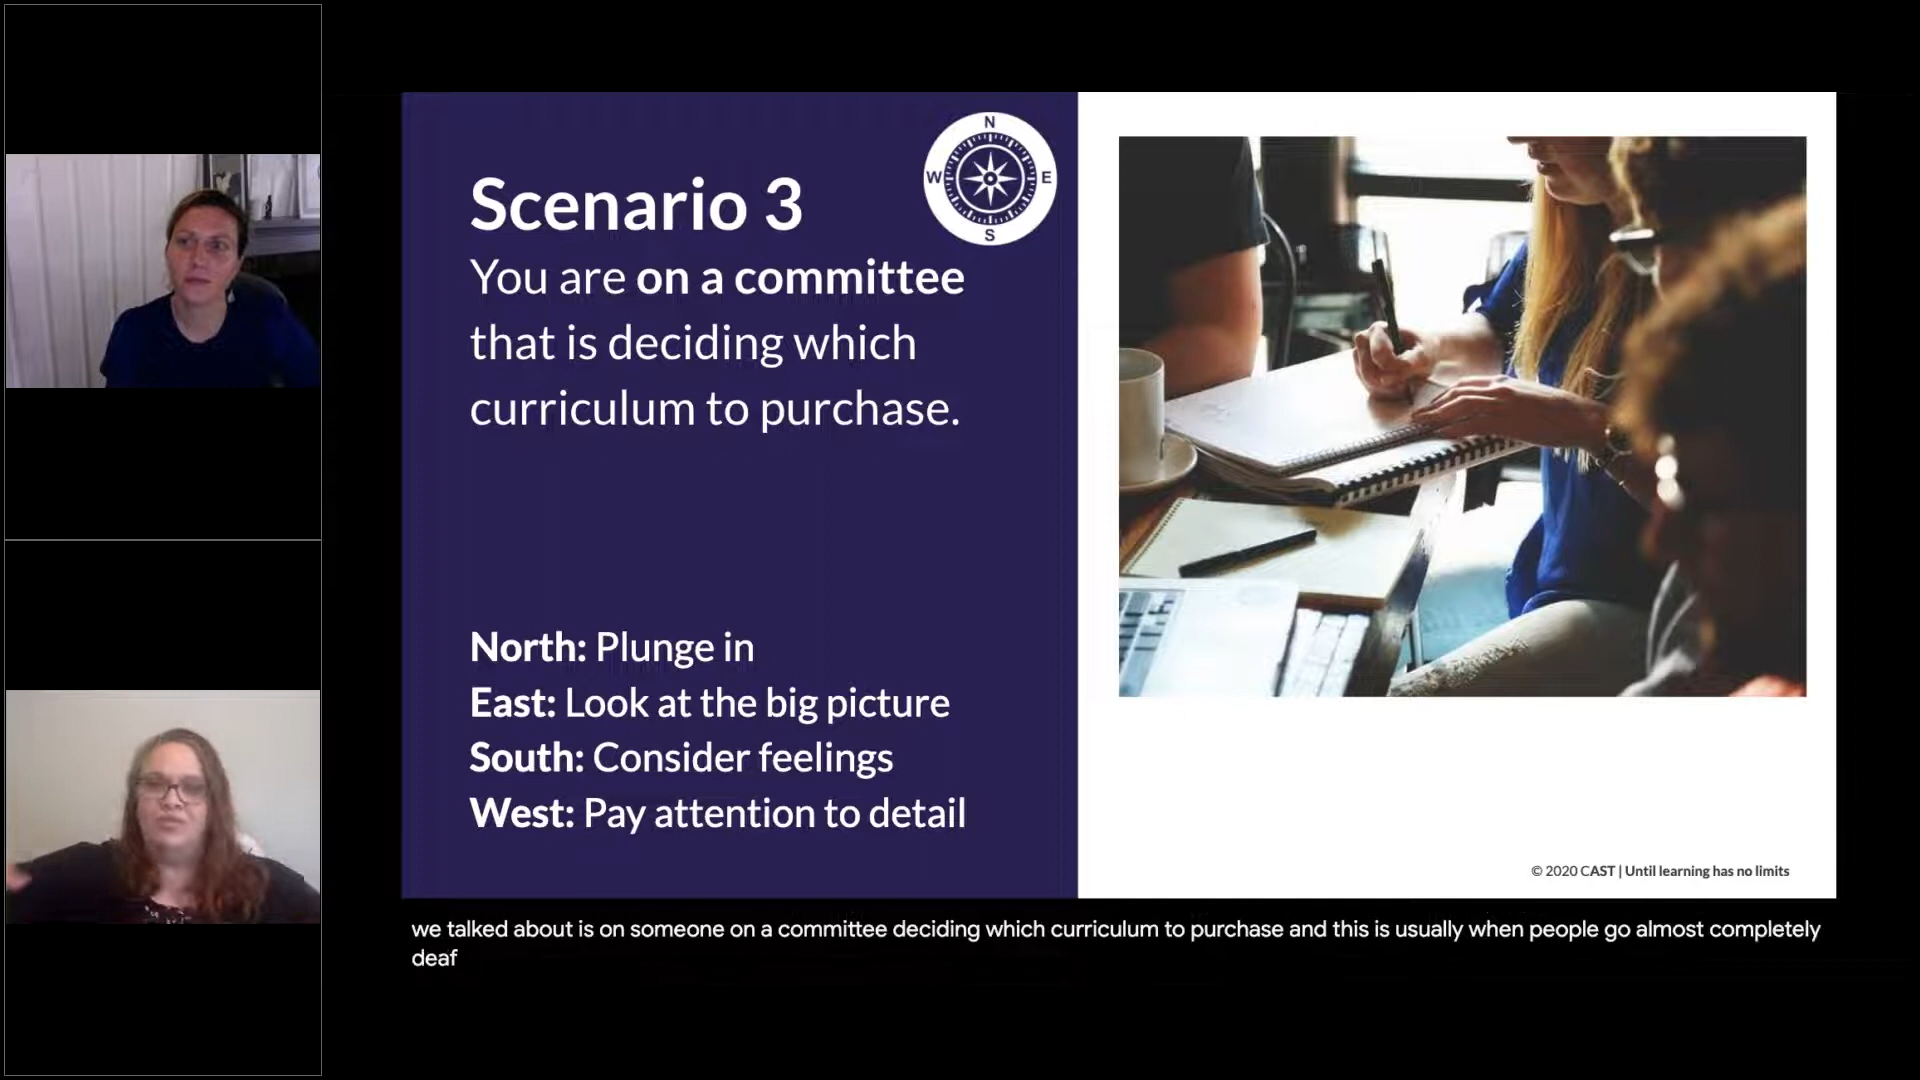 N
W E
S
Scenario 3
You are on a committee
that is deciding which
curriculum to purchase.
North: Plunge in
East: Look at the big picture
South: Consider feelings
West: Pay attention to detail
© 2020 CAST | Until learning has no limits
we talked about is on someone on a committee deciding which curriculum to purchase and this is usually when people go almost completely
deaf